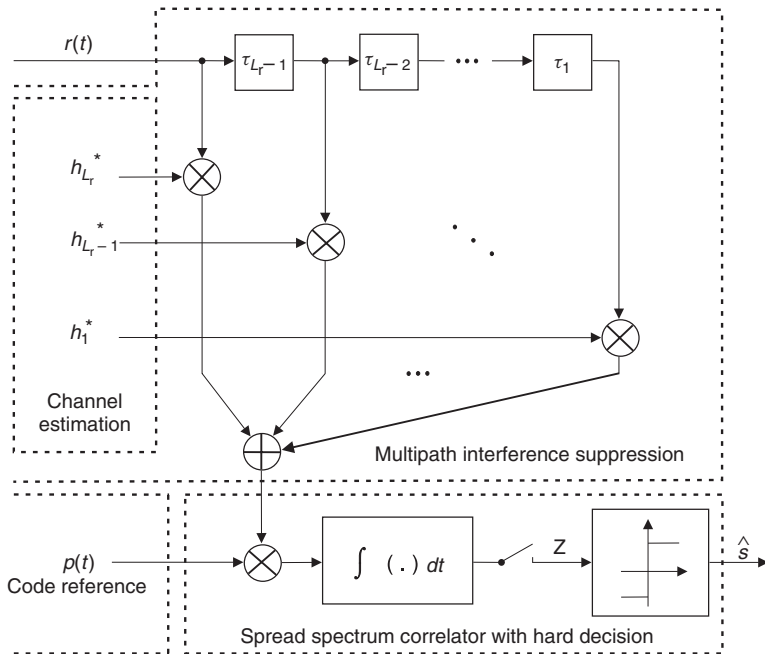 r(t)
τ_{L_r−1} τ_{L_r−2} ••• τ_1
h_{L_r}^*
h_{L_r−1}^*
h_1^*
•••
Channel
estimation
Multipath interference suppression
p(t)
Code reference
∫ (.) dt
Z
ŝ
Spread spectrum correlator with hard decision